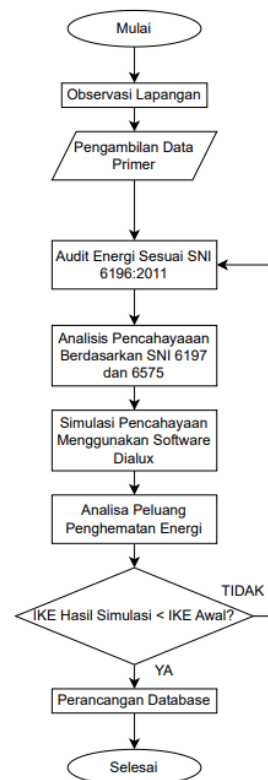 Mulai
Observasi Lapangan
Pengambilan Data
Primer
Audit Energi Sesuai SNI
6196:2011
Analisis Pencahayaaan
Berdasarkan SNI 6197
dan 6575
Simulasi Pencahayaan
Menggunakan Software
Dialux
Analisa Peluang
Penghematan Energi
TIDAK
IKE Hasil Simulasi < IKE Awal?
YA
Perancangan Database
Selesai